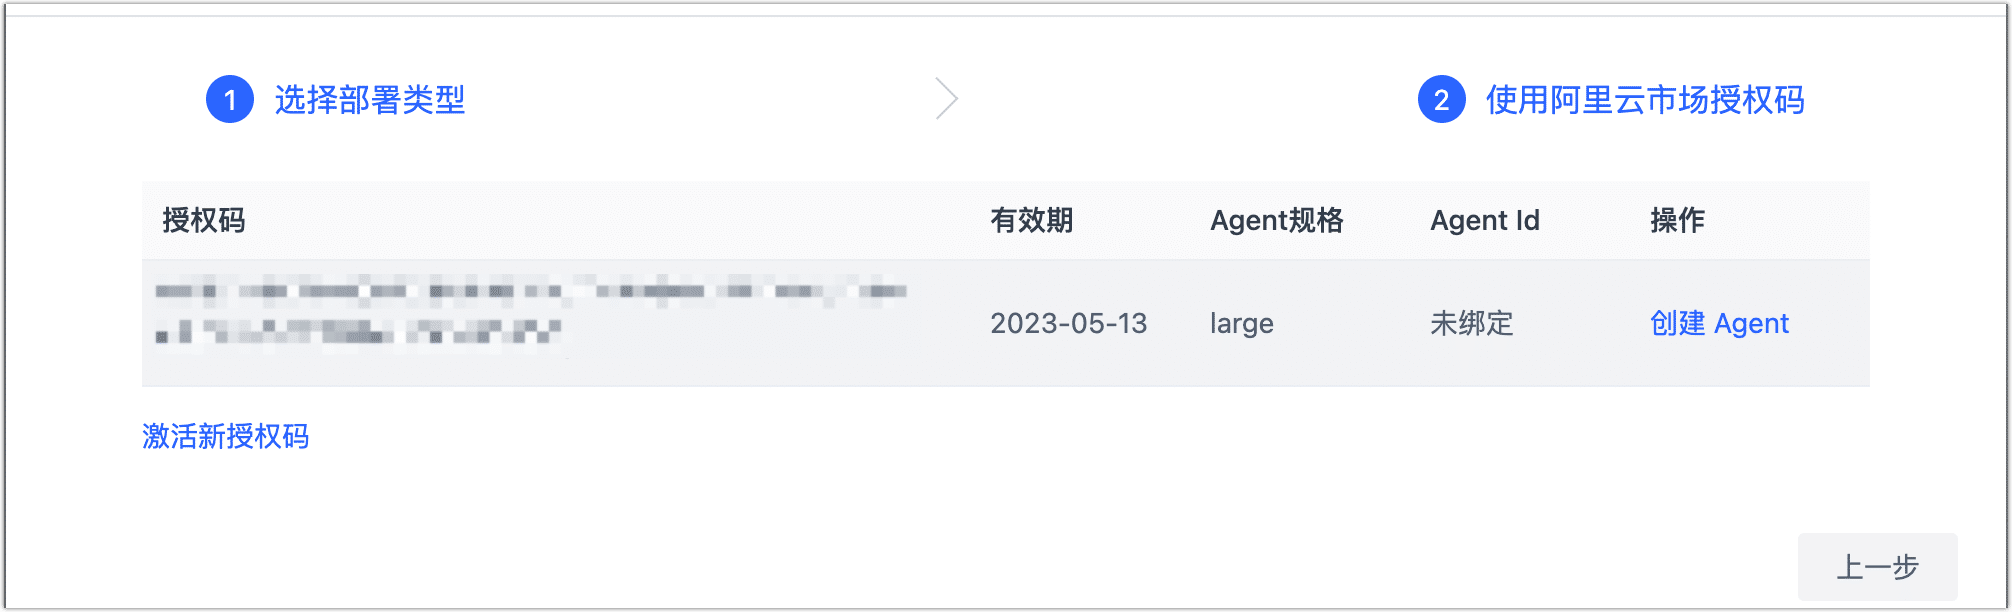 1 选择部署类型
2 使用阿里云市场授权码
授权码 有效期 Agent规格 Agent Id 操作
2023-05-13 large 未绑定 创建 Agent
激活新授权码
上一步